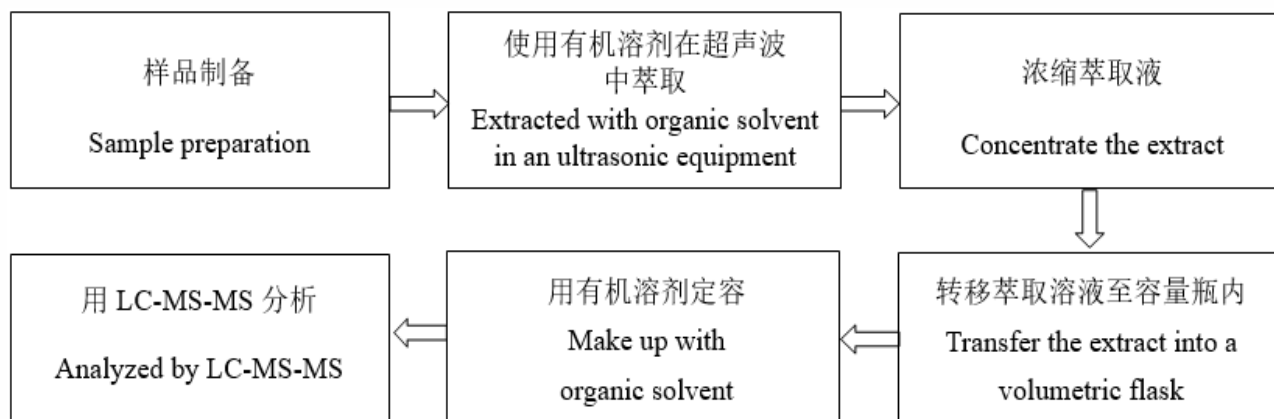 样品制备
Sample preparation
使用有机溶剂在超声波
中萃取
Extracted with organic solvent
in an ultrasonic equipment
浓缩萃取液
Concentrate the extract
转移萃取溶液至容量瓶内
Transfer the extract into a
volumetric flask
用有机溶剂定容
Make up with
organic solvent
用 LC-MS-MS 分析
Analyzed by LC-MS-MS